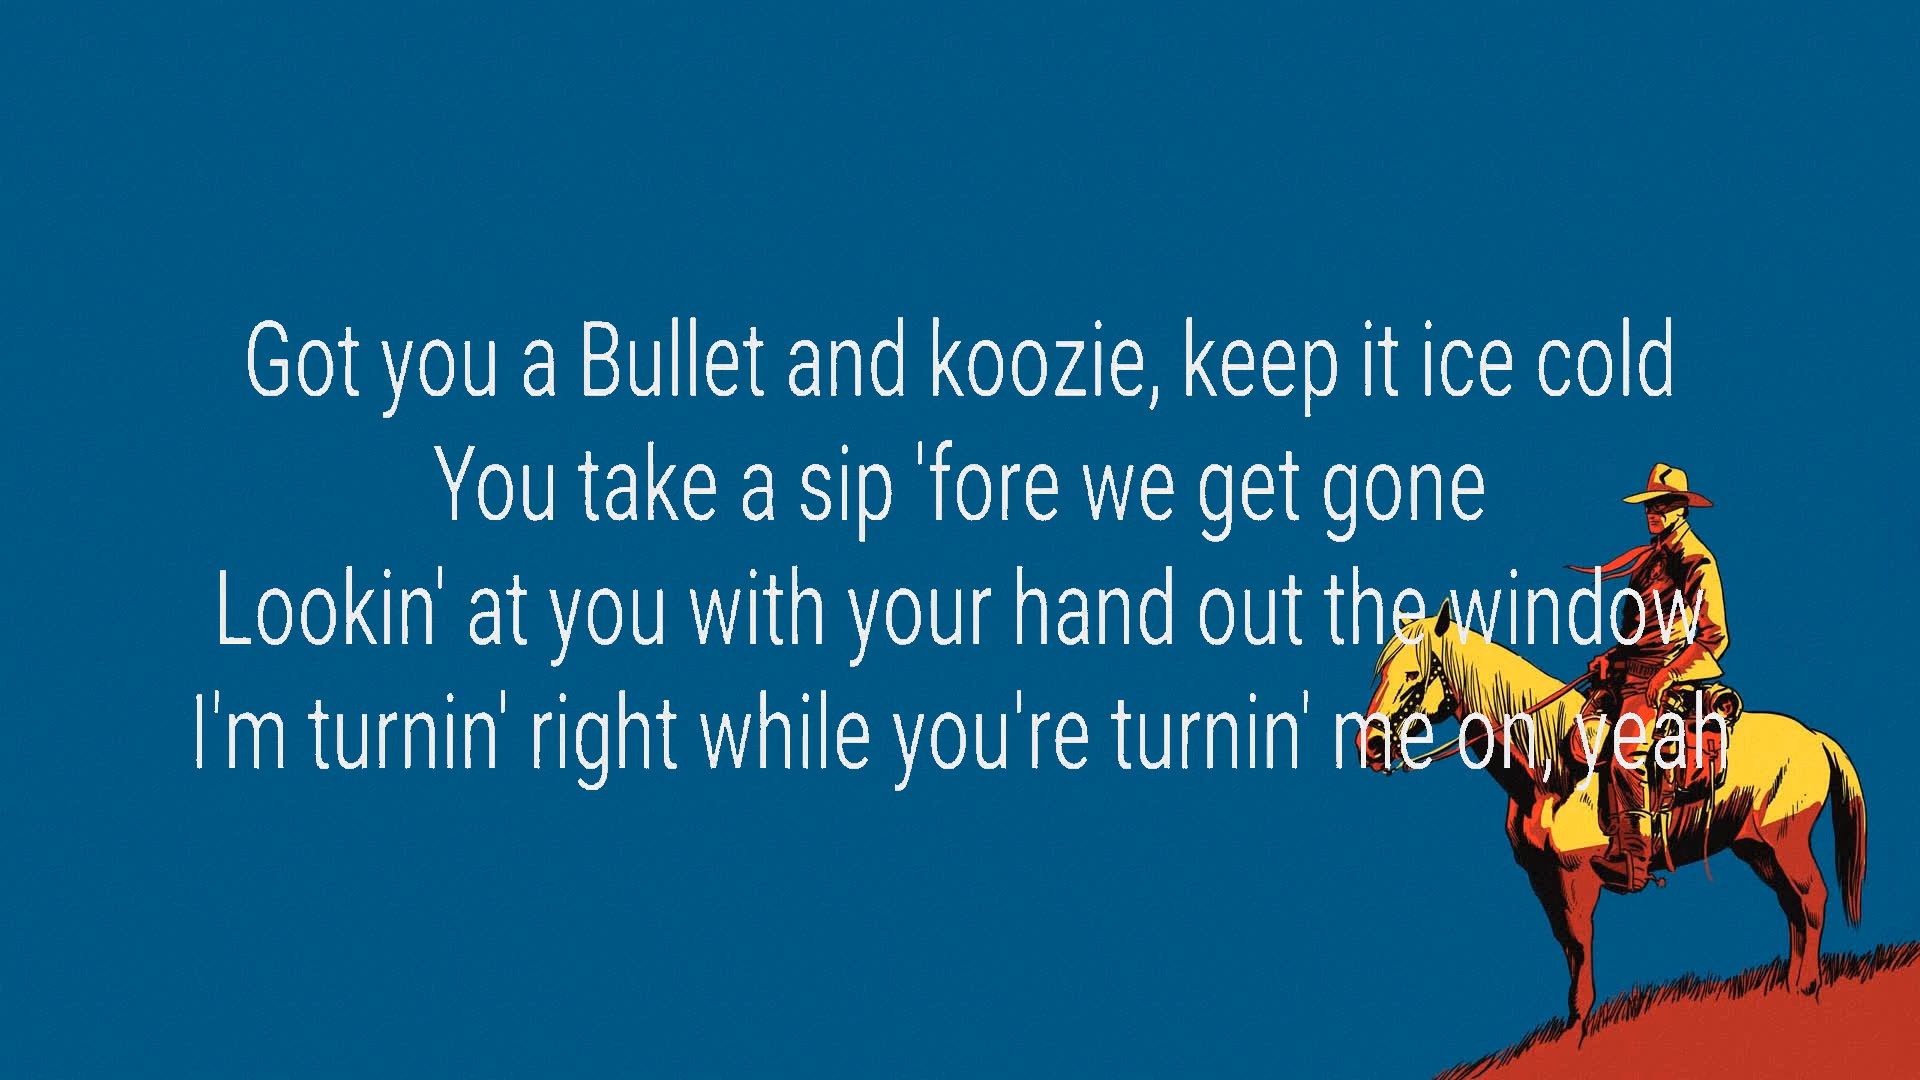 Got you a Bullet and koozie, keep it ice cold
You take a sip 'fore we get gone
Lookin' at you with your hand out the window
I'm turnin' right while you're turnin' me on, yeah